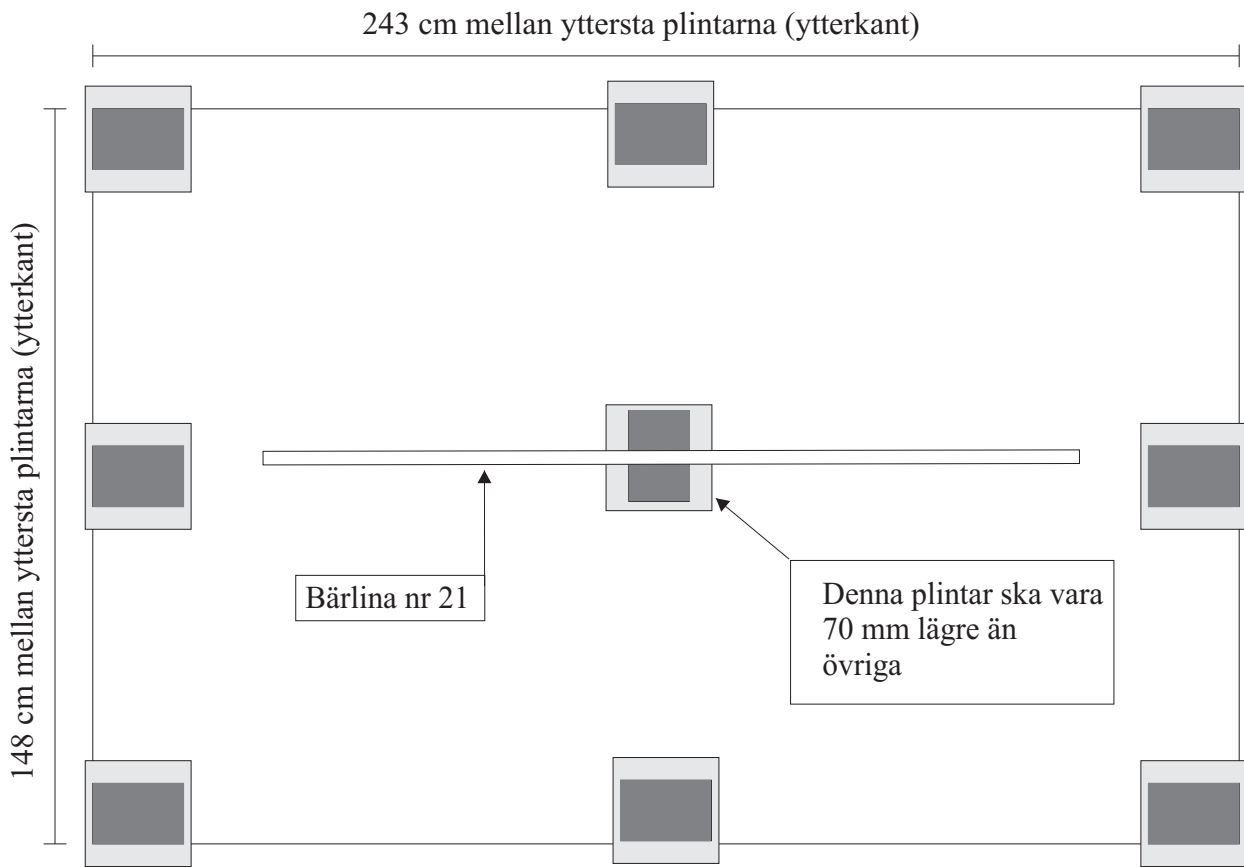 243 cm mellan yttersta plintarna (ytterkant)
148 cm mellan yttersta plintarna (ytterkant)
Bärlina nr 21
Denna plintar ska vara
70 mm lägre än
övriga